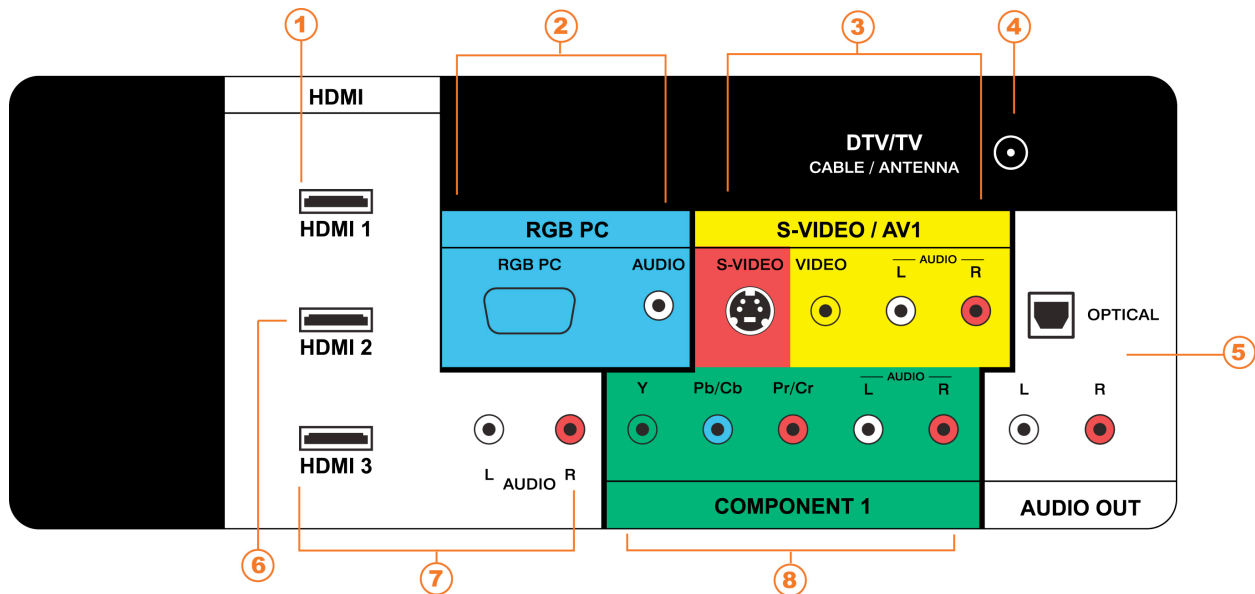 1 2 3 4
HDMI
DTV/TV
CABLE / ANTENNA
HDMI 1
RGB PC
S-VIDEO / AV1
RGB PC AUDIO
S-VIDEO VIDEO AUDIO
L R
OPTICAL
HDMI 2
5
Y Pb/Cb Pr/Cr AUDIO
L R
L R
HDMI 3
L AUDIO R
COMPONENT 1
AUDIO OUT
6 7 8